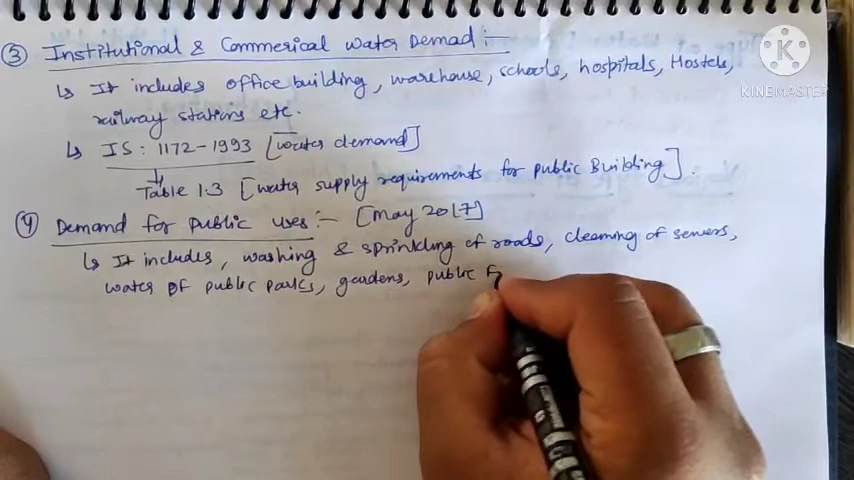 ③ Institutional & Commerical water Demad :-
↳ It includes office building, warehouse, schools, hospitals, Hostels,
railway stations etc.
↳ IS: 1172-1993 [water demand]
Table 1.3 [water supply requirements for public Building].
④ Demand for public uses :- [May 2017]
↳ It includes, washing & sprinkling of roads, cleaning of sewers,
water of public parks, gardens, public F
KINEMASTER